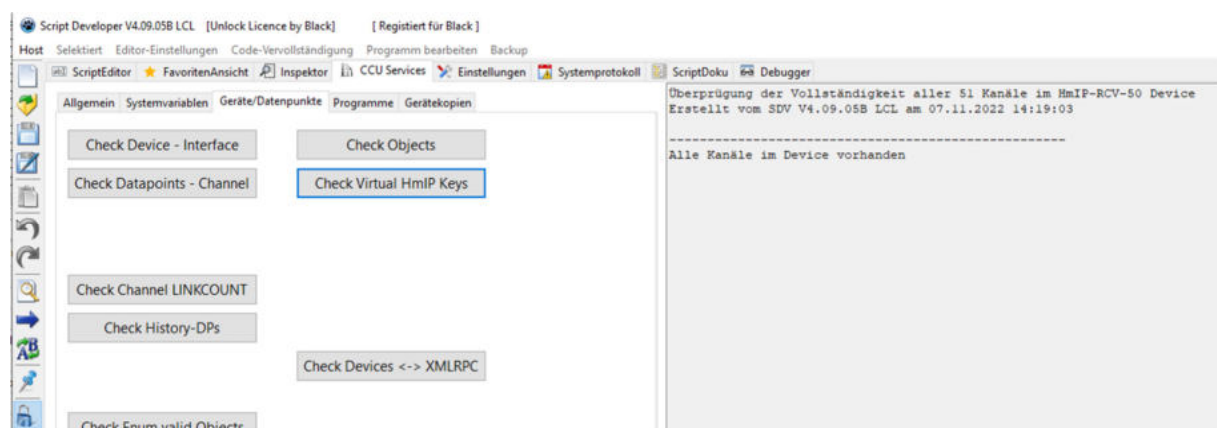 Script Developer V4.09.05B LCL [Unlock Licence by Black] [ Registiert für Black ]
Host Selektiert Editor-Einstellungen Code-Vervollständigung Programm bearbeiten Backup
ScriptEditor FavoritenAnsicht Inspektor CCU Services Einstellungen Systemprotokoll ScriptDoku Debugger
Allgemein Systemvariablen Geräte/Datenpunkte Programme Gerätekopien
Check Device - Interface
Check Objects
Check Datapoints - Channel
Check Virtual HmIP Keys
Check Channel LINKCOUNT
Check History-DPs
Check Devices <-> XMLRPC
Check Enum valid Objects
Überprügung der Vollständigkeit aller 51 Kanäle im HmIP-RCV-50 Device
Erstellt vom SDV V4.09.05B LCL am 07.11.2022 14:19:03
--------------------------------------------------
Alle Kanäle im Device vorhanden